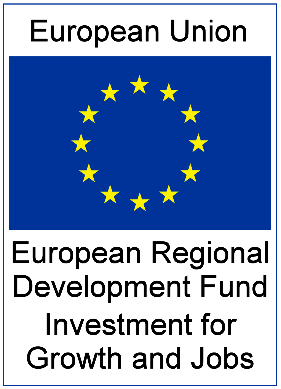 European Union
European Regional
Development Fund
Investment for
Growth and Jobs